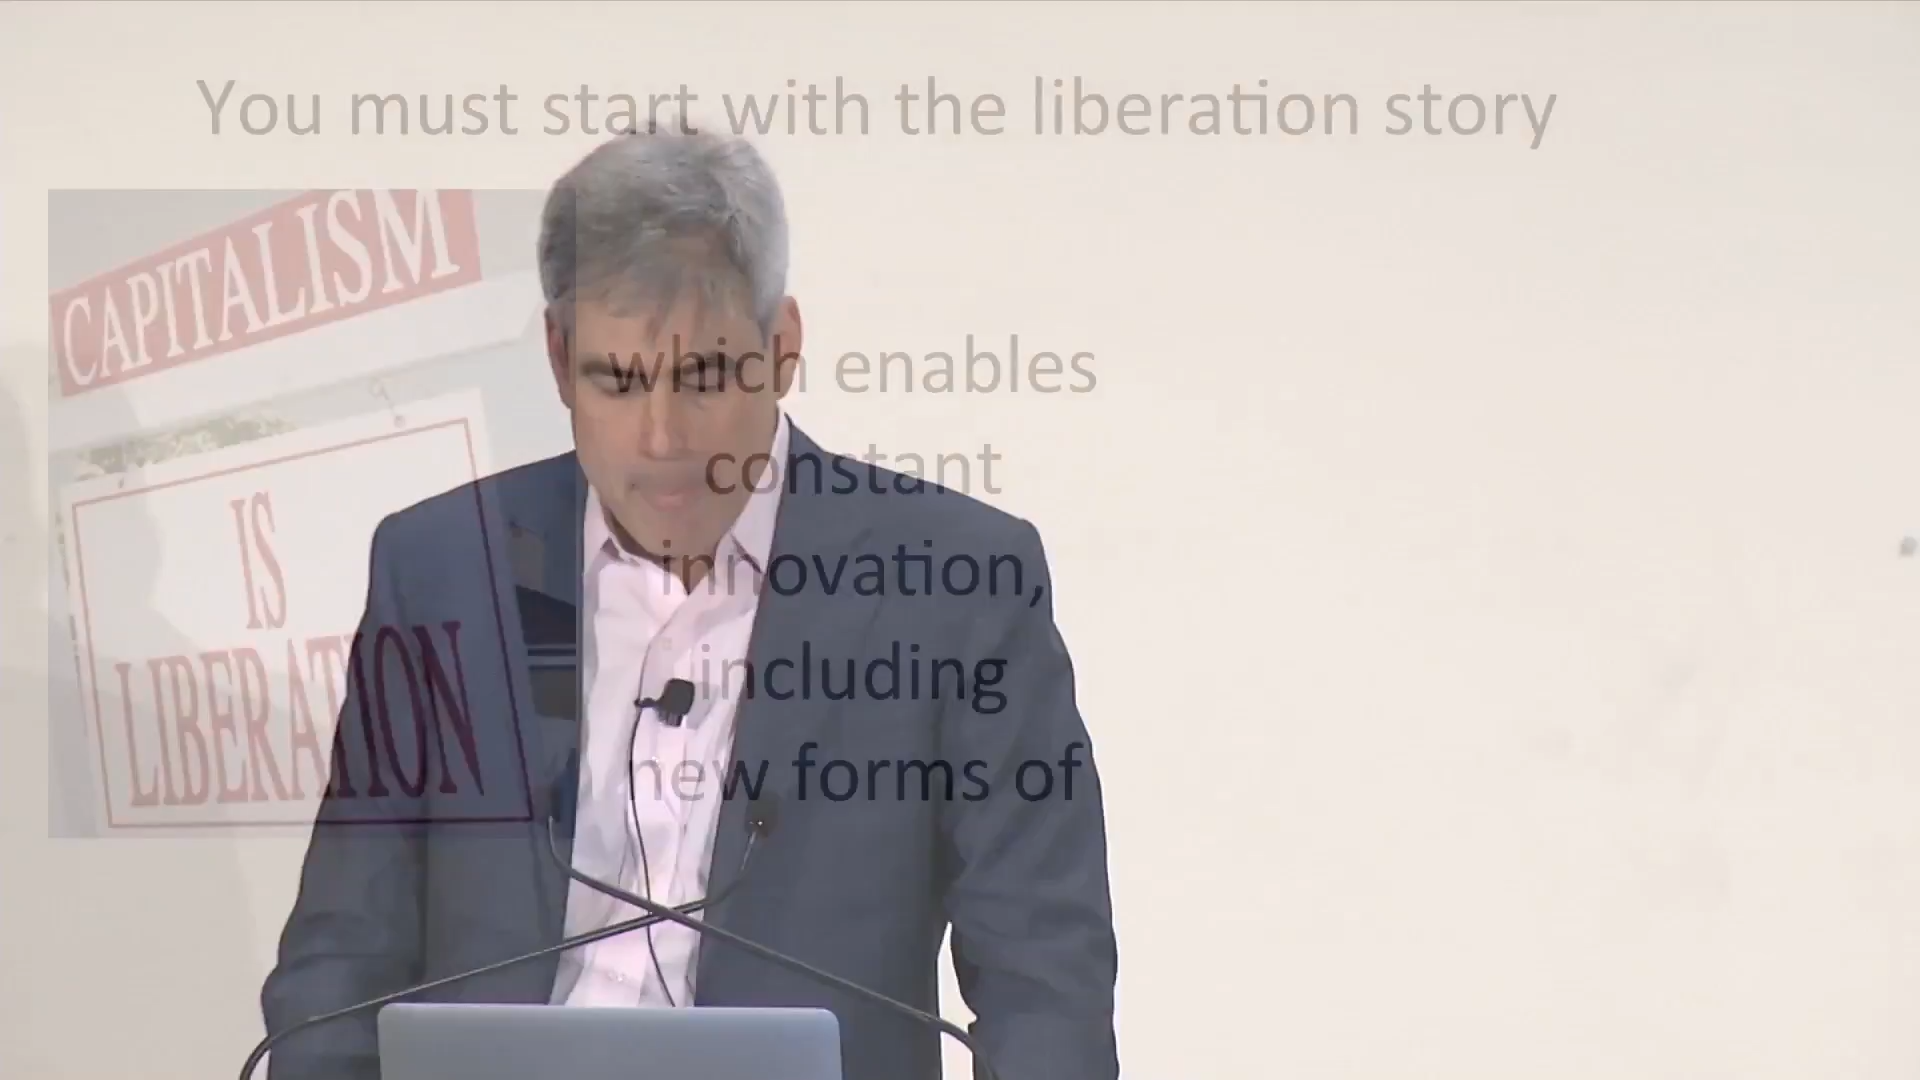 You must start with the liberation story
CAPITALISM
IS
LIBERATION
which enables
constant
innovation,
including
new forms of